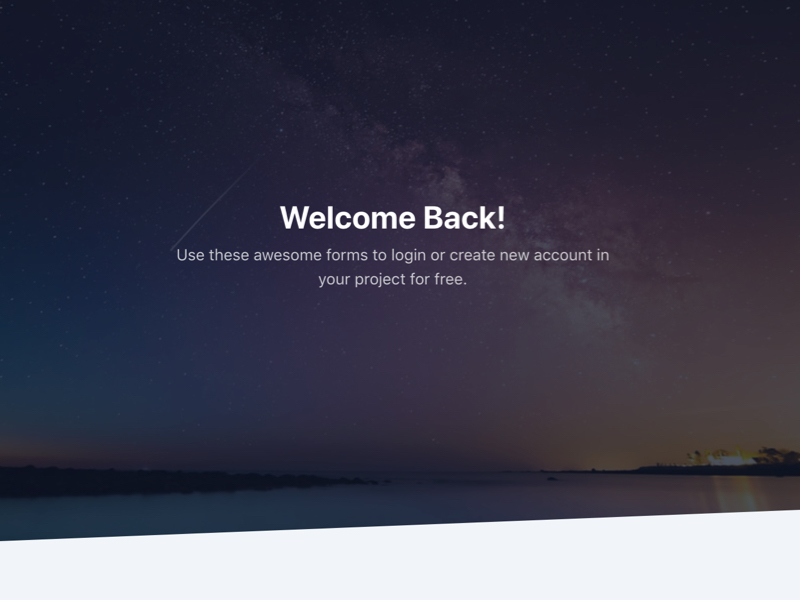 Welcome Back!
Use these awesome forms to login or create new account in
your project for free.